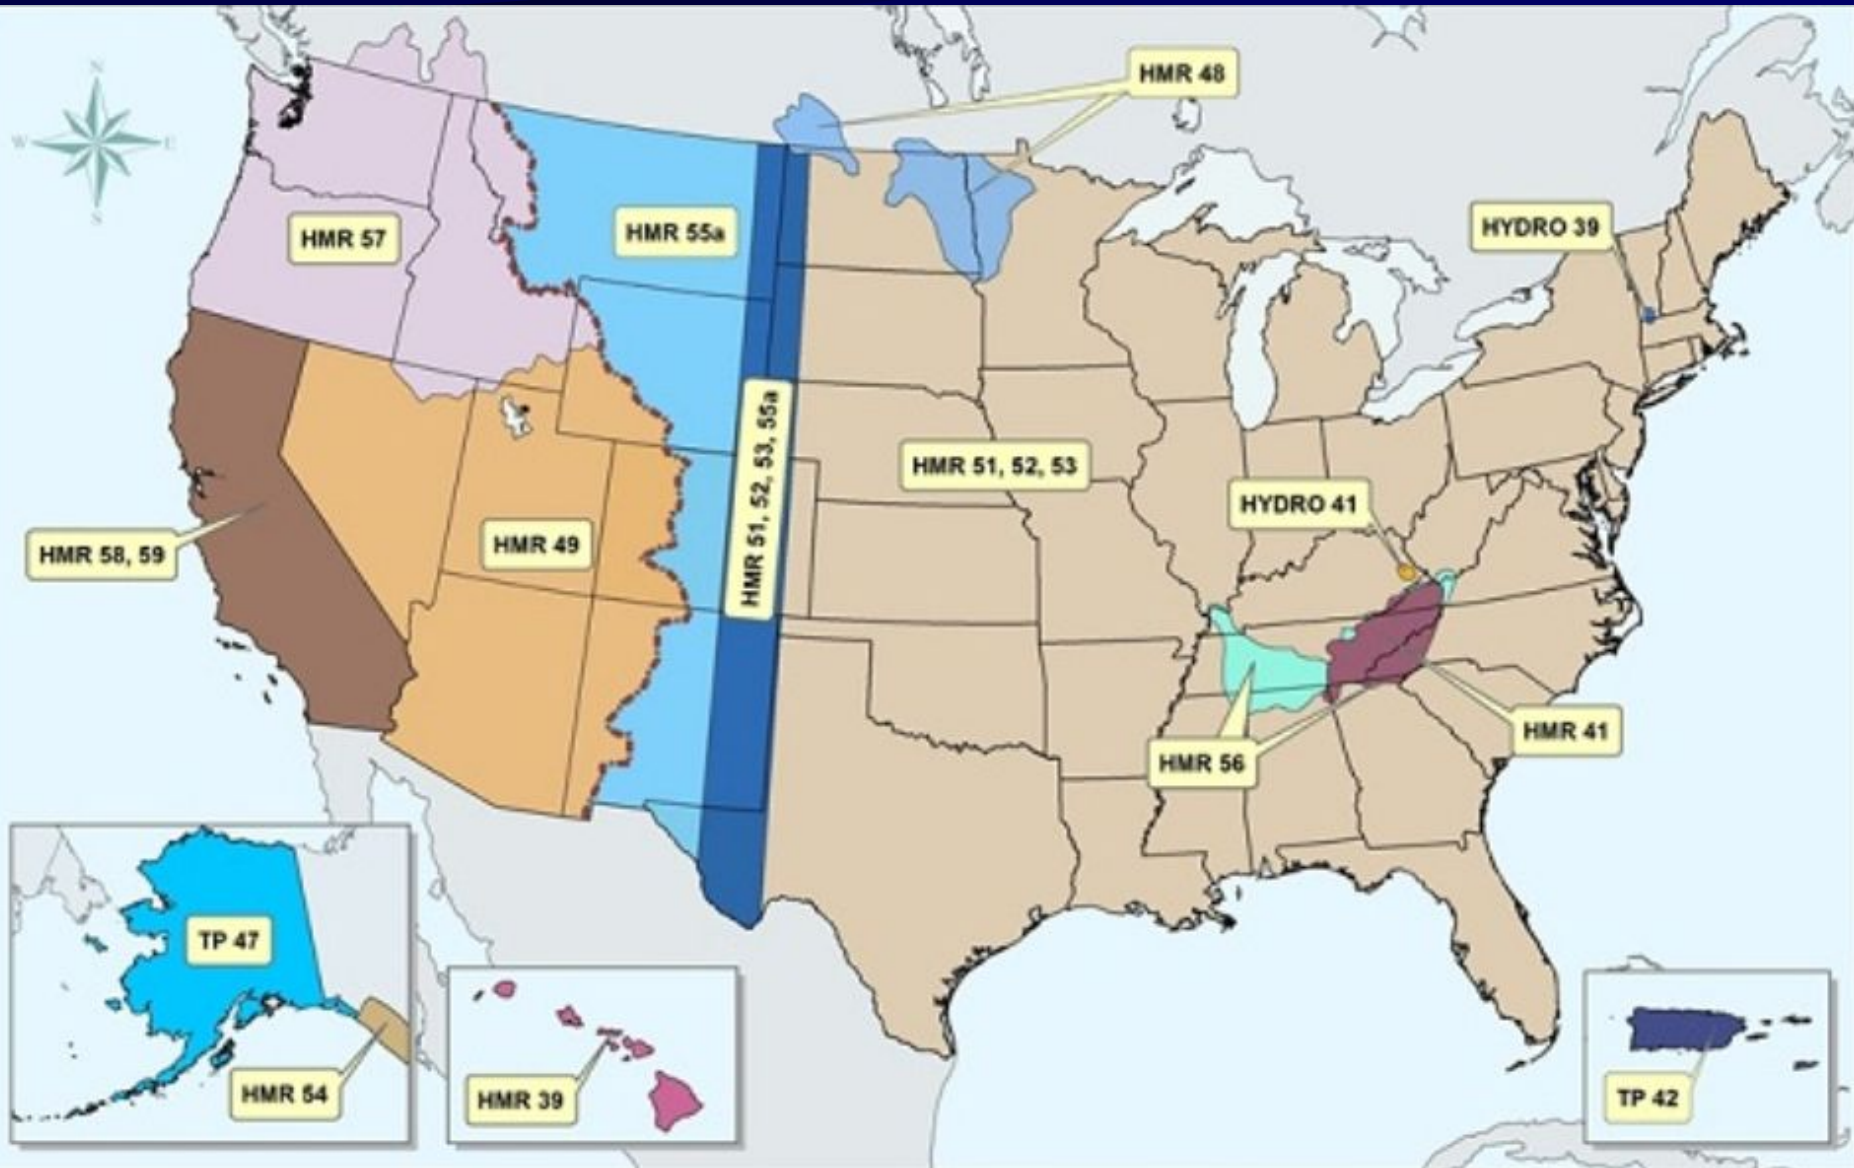 HMR 48
N
W
E
S
HMR 57
HMR 55a
HYDRO 39
HMR 51, 52, 53, 55a
HMR 51, 52, 53
HYDRO 41
HMR 58, 59
HMR 49
HMR 41
HMR 56
TP 47
HMR 54
HMR 39
TP 42